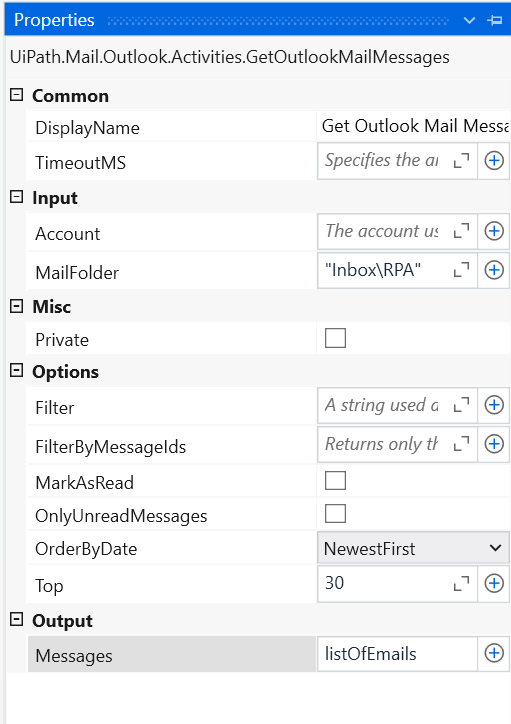 Properties
UiPath.Mail.Outlook.Activities.GetOutlookMailMessages
Common
DisplayName Get Outlook Mail Messa
TimeoutMS Specifies the ar
Input
Account The account us
MailFolder "Inbox\RPA"
Misc
Private
Options
Filter A string used a
FilterByMessageIds Returns only th
MarkAsRead
OnlyUnreadMessages
OrderByDate NewestFirst
Top 30
Output
Messages listOfEmails